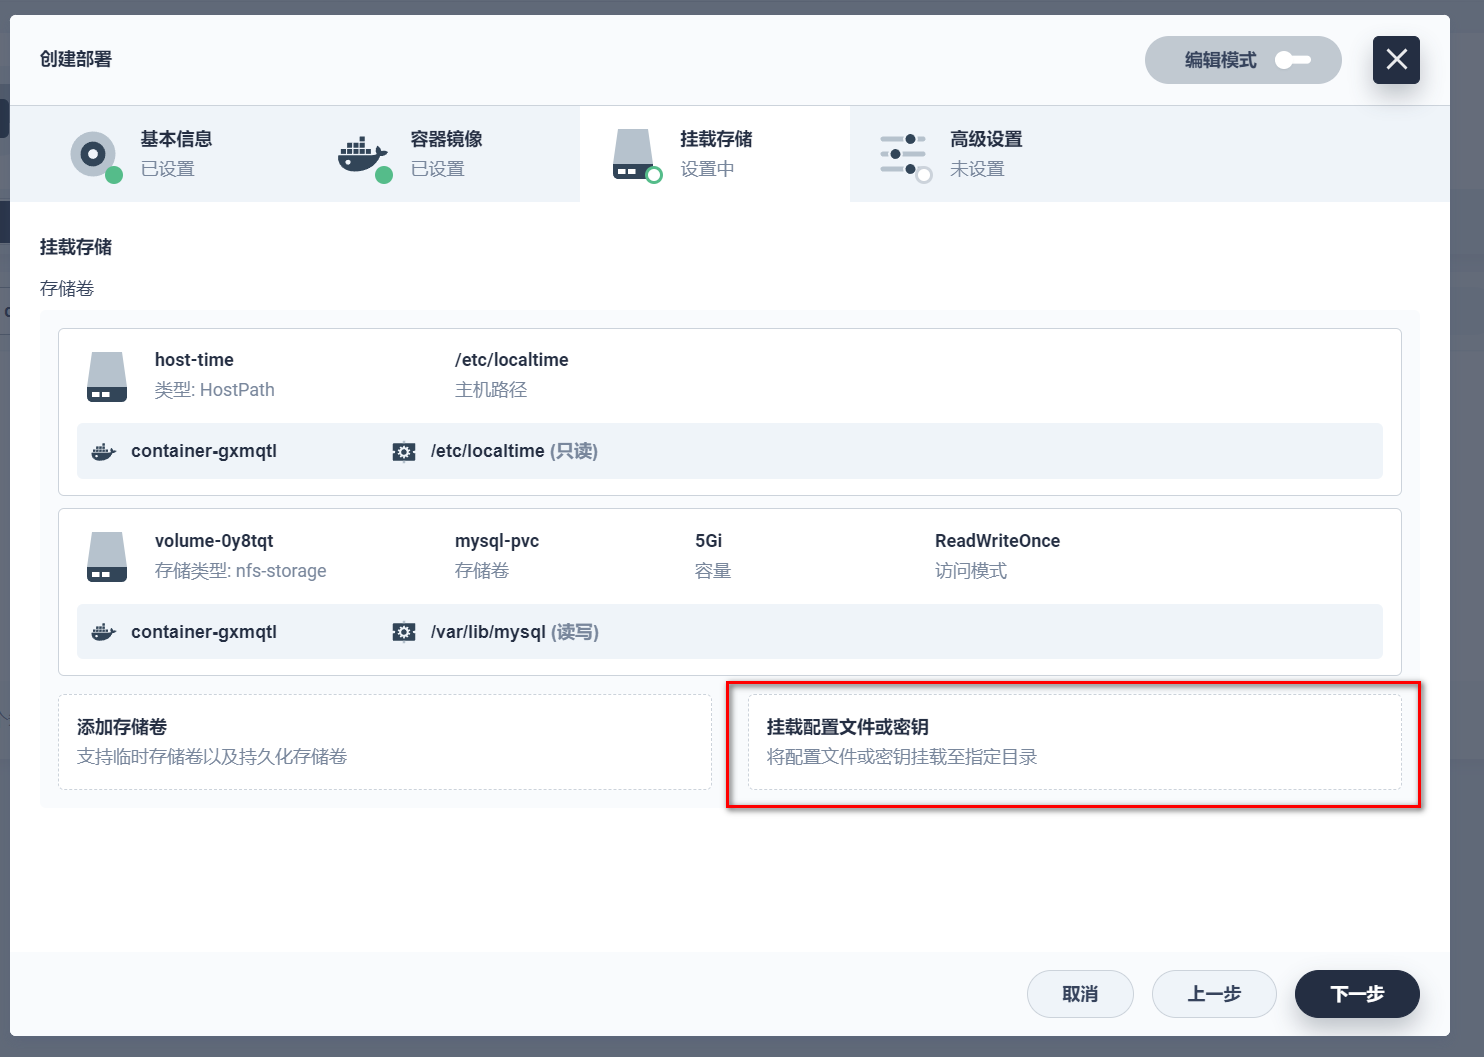 创建部署
编辑模式
基本信息
已设置
容器镜像
已设置
挂载存储
设置中
高级设置
未设置
挂载存储
存储卷
host-time
类型: HostPath
/etc/localtime
主机路径
container-gxmqtl
/etc/localtime (只读)
volume-0y8tqt
存储类型: nfs-storage
mysql-pvc
存储卷
5Gi
容量
ReadWriteOnce
访问模式
container-gxmqtl
/var/lib/mysql (读写)
添加存储卷
支持临时存储卷以及持久化存储卷
挂载配置文件或密钥
将配置文件或密钥挂载至指定目录
取消
上一步
下一步